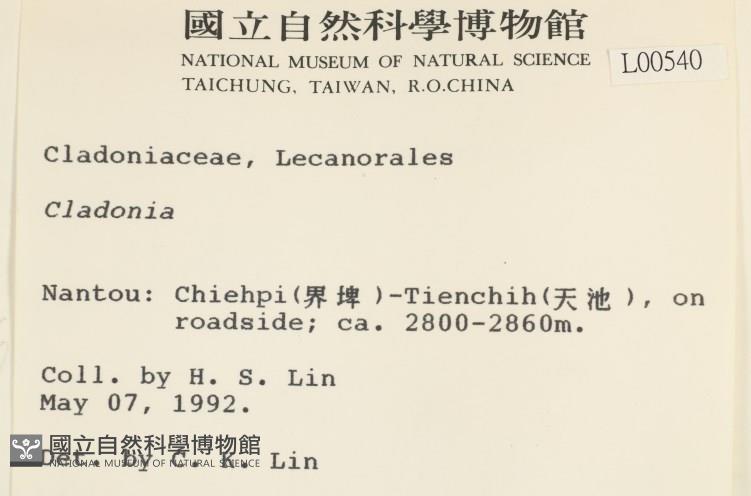 國立自然科學博物館
NATIONAL MUSEUM OF NATURAL SCIENCE
TAICHUNG, TAIWAN, R.O.CHINA
L00540
Cladoniaceae, Lecanorales
Cladonia
Nantou: Chiehpi(界埤)-Tienchih(天池), on
roadside; ca. 2800-2860m.
Coll. by H. S. Lin
May 07, 1992.
國立自然科學博物館
NATIONAL MUSEUM OF NATURAL SCIENCE
Det. by C. K. Lin